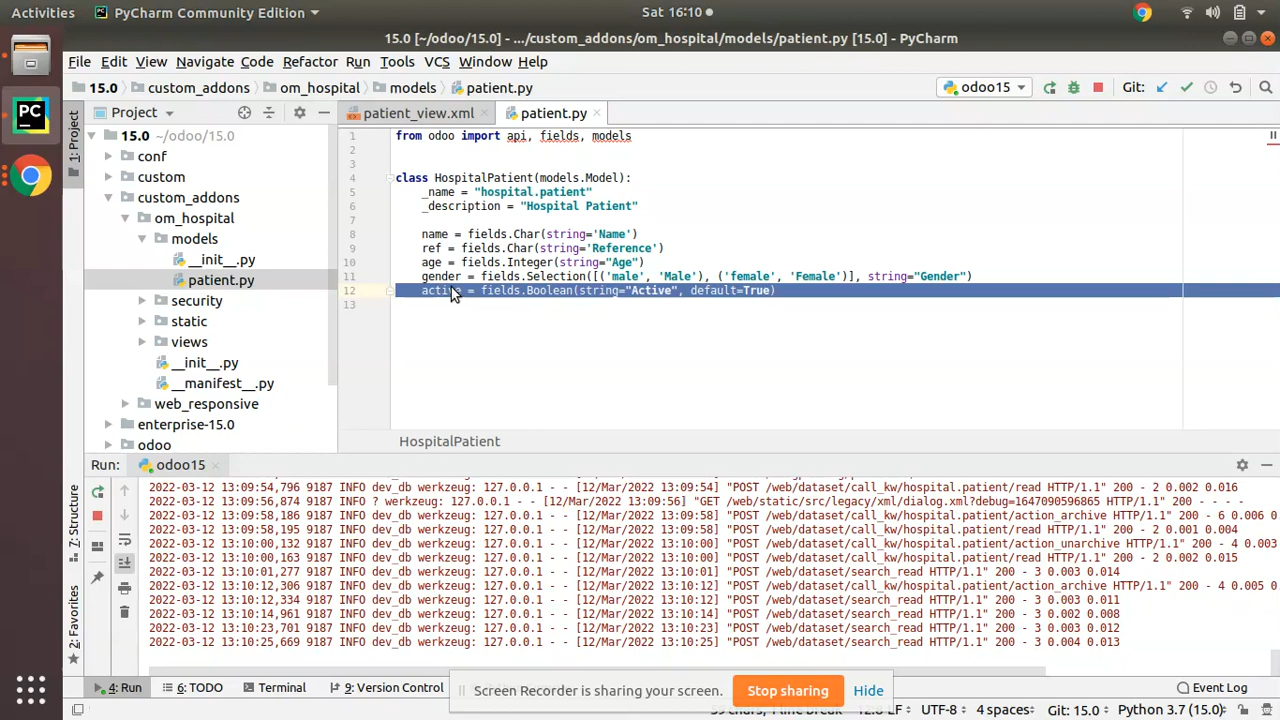 Activities PyCharm Community Edition Sat 16:10
15.0 [~/odoo/15.0] - .../custom_addons/om_hospital/models/patient.py [15.0] - PyCharm
File Edit View Navigate Code Refactor Run Tools VCS Window Help
15.0 custom_addons om_hospital models patient.py odoo15 Git:
PC
1: Project
Project
patient_view.xml patient.py
15.0 ~/odoo/15.0
conf
custom
custom_addons
om_hospital
models
__init__.py
patient.py
security
static
views
__init__.py
__manifest__.py
web_responsive
enterprise-15.0
odoo
1 from odoo import api, fields, models
2
3
4 class HospitalPatient(models.Model):
5 _name = "hospital.patient"
6 _description = "Hospital Patient"
7
8 name = fields.Char(string='Name')
9 ref = fields.Char(string='Reference')
10 age = fields.Integer(string="Age")
11 gender = fields.Selection([('male', 'Male'), ('female', 'Female')], string="Gender")
12 active = fields.Boolean(string="Active", default=True)
13
HospitalPatient
Run: odoo15
7: Structure
2: Favorites
2022-03-12 13:09:54,796 9187 INFO dev_db werkzeug: 127.0.0.1 - - [12/Mar/2022 13:09:54] "POST /web/dataset/call_kw/hospital.patient/read HTTP/1.1" 200 - 2 0.002 0.016
2022-03-12 13:09:56,874 9187 INFO ? werkzeug: 127.0.0.1 - - [12/Mar/2022 13:09:56] "GET /web/static/src/legacy/xml/dialog.xml?debug=1647090596865 HTTP/1.1" 200 - - - -
2022-03-12 13:09:58,186 9187 INFO dev_db werkzeug: 127.0.0.1 - - [12/Mar/2022 13:09:58] "POST /web/dataset/call_kw/hospital.patient/action_archive HTTP/1.1" 200 - 6 0.006 0
2022-03-12 13:09:58,195 9187 INFO dev_db werkzeug: 127.0.0.1 - - [12/Mar/2022 13:09:58] "POST /web/dataset/call_kw/hospital.patient/read HTTP/1.1" 200 - 2 0.001 0.004
2022-03-12 13:10:00,132 9187 INFO dev_db werkzeug: 127.0.0.1 - - [12/Mar/2022 13:10:00] "POST /web/dataset/call_kw/hospital.patient/action_unarchive HTTP/1.1" 200 - 4 0.003
2022-03-12 13:10:00,163 9187 INFO dev_db werkzeug: 127.0.0.1 - - [12/Mar/2022 13:10:00] "POST /web/dataset/call_kw/hospital.patient/read HTTP/1.1" 200 - 2 0.002 0.015
2022-03-12 13:10:01,277 9187 INFO dev_db werkzeug: 127.0.0.1 - - [12/Mar/2022 13:10:01] "POST /web/dataset/search_read HTTP/1.1" 200 - 3 0.003 0.014
2022-03-12 13:10:12,306 9187 INFO dev_db werkzeug: 127.0.0.1 - - [12/Mar/2022 13:10:12] "POST /web/dataset/call_kw/hospital.patient/action_archive HTTP/1.1" 200 - 4 0.005 0
2022-03-12 13:10:12,334 9187 INFO dev_db werkzeug: 127.0.0.1 - - [12/Mar/2022 13:10:12] "POST /web/dataset/search_read HTTP/1.1" 200 - 3 0.003 0.011
2022-03-12 13:10:14,961 9187 INFO dev_db werkzeug: 127.0.0.1 - - [12/Mar/2022 13:10:14] "POST /web/dataset/search_read HTTP/1.1" 200 - 3 0.002 0.008
2022-03-12 13:10:23,701 9187 INFO dev_db werkzeug: 127.0.0.1 - - [12/Mar/2022 13:10:23] "POST /web/dataset/search_read HTTP/1.1" 200 - 3 0.003 0.012
2022-03-12 13:10:25,669 9187 INFO dev_db werkzeug: 127.0.0.1 - - [12/Mar/2022 13:10:25] "POST /web/dataset/search_read HTTP/1.1" 200 - 3 0.004 0.013
4: Run 6: TODO Terminal 9: Version Control Event Log
Screen Recorder is sharing your screen. Stop sharing Hide
UTF-8 4 spaces Git: 15.0 Python 3.7 (15.0)